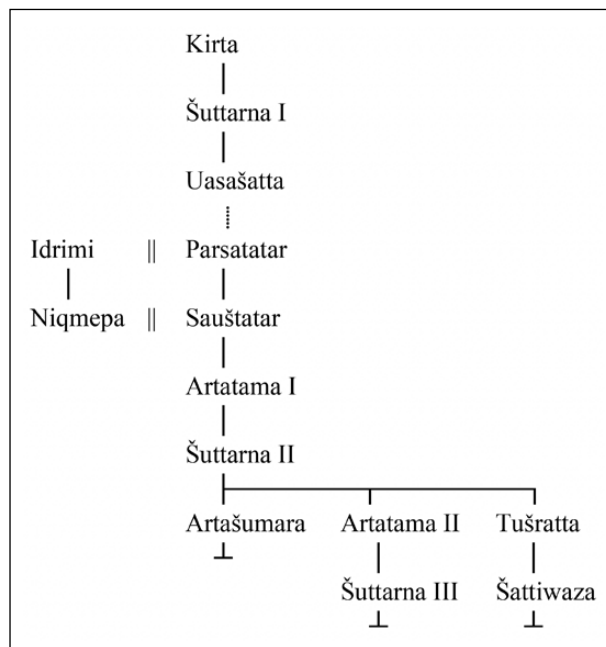 Kirta
Šuttarna I
Uasašatta
Idrimi || Parsatatar
Niqmepa || Sauštatar
Artatama I
Šuttarna II
Artašumara Artatama II Tušratta
Šuttarna III Šattiwaza